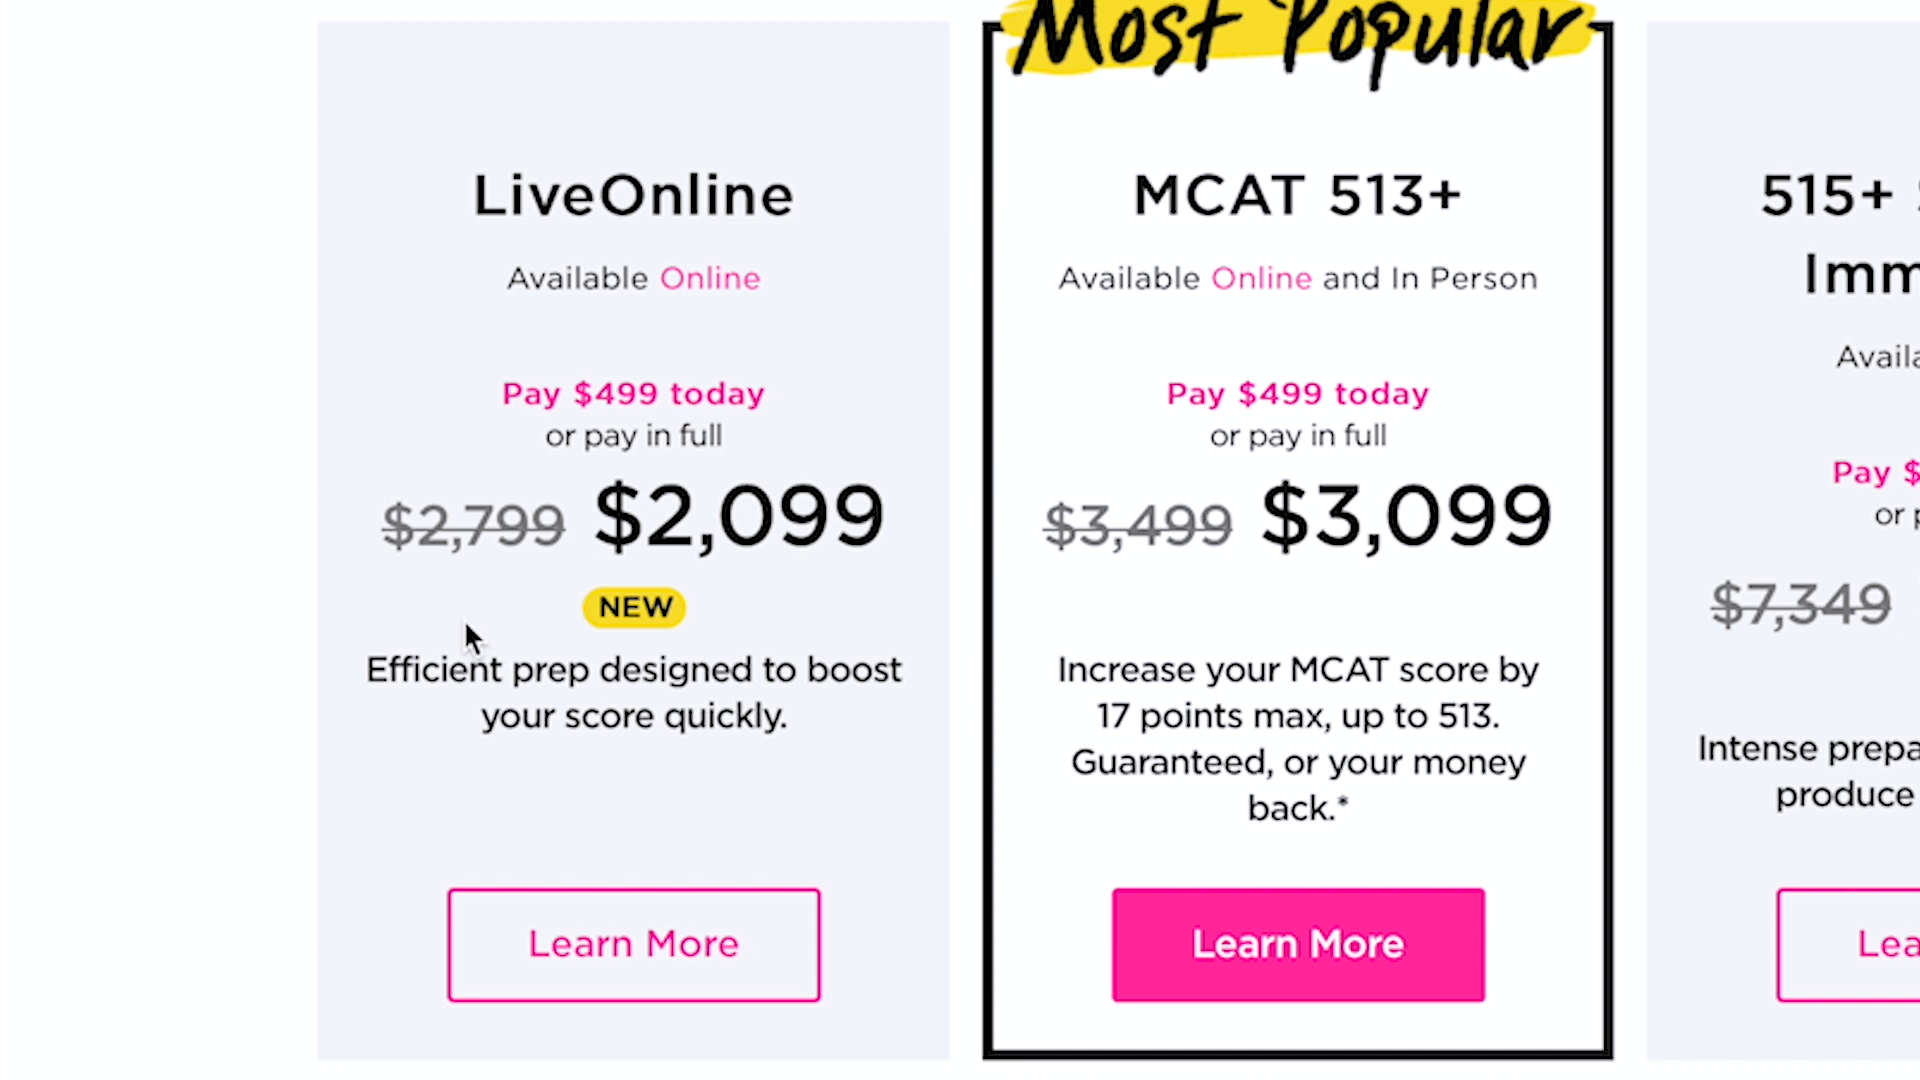 Most Popular
LiveOnline
Available Online
Pay $499 today
or pay in full
$2,799 $2,099
NEW
Efficient prep designed to boost
your score quickly.
Learn More
MCAT 513+
Available Online and In Person
Pay $499 today
or pay in full
$3,499 $3,099
Increase your MCAT score by
17 points max, up to 513.
Guaranteed, or your money
back.*
Learn More
515+
Pay $
$7,349
Intense
produce